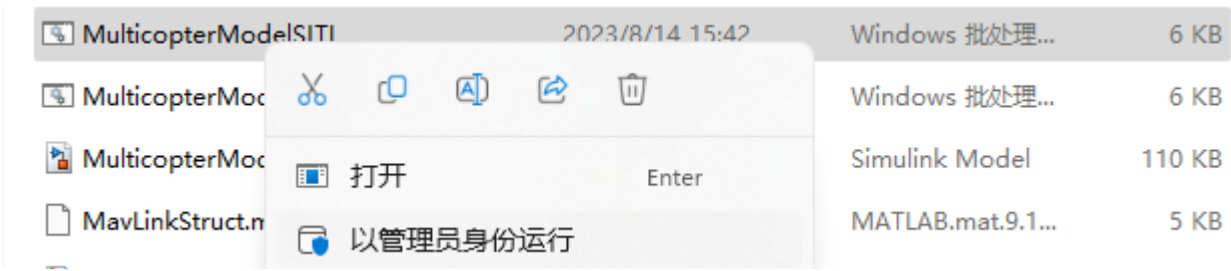 MulticopterModelSITL 2023/8/14 15:42 Windows 批处理... 6 KB
MulticopterMod Windows 批处理... 6 KB
MulticopterMod Simulink Model 110 KB
打开 Enter
MavLinkStruct.m MATLAB.mat.9.1... 5 KB
以管理员身份运行